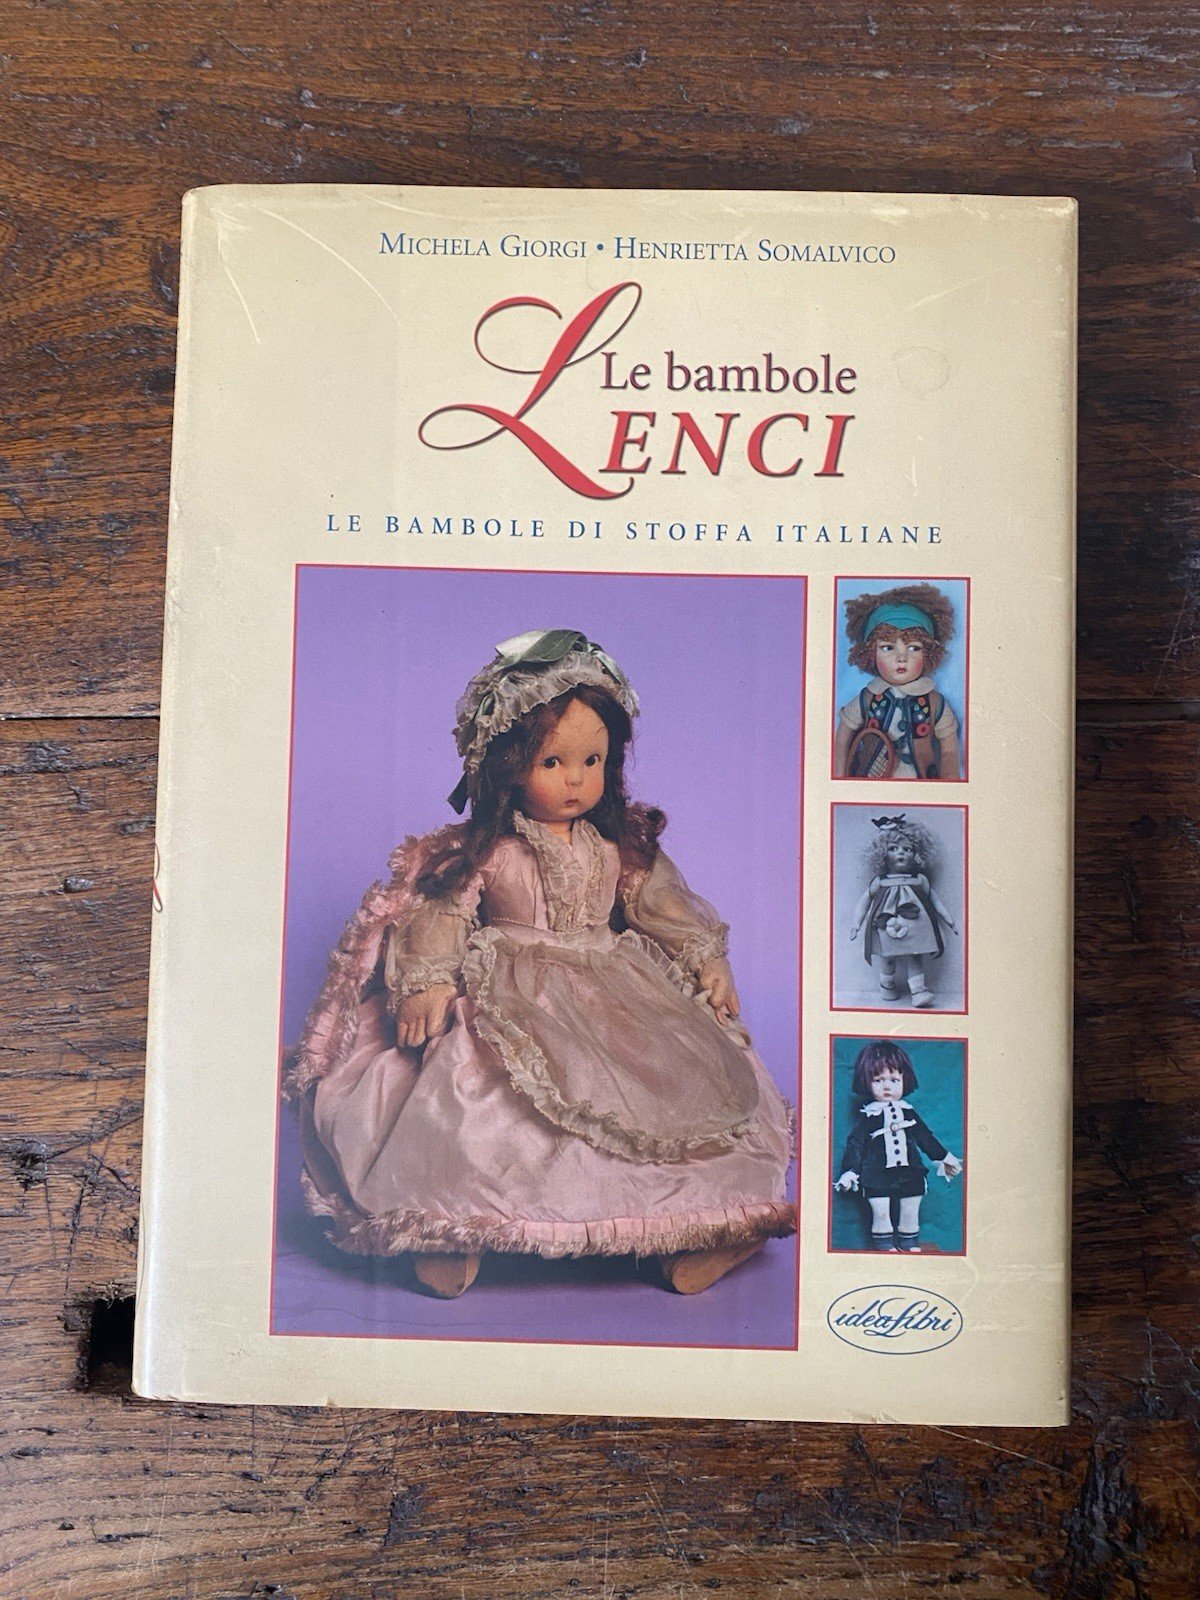 MICHELA GIORGI • HENRIETTA SOMALVICO
Le bambole
LENCI
LE BAMBOLE DI STOFFA ITALIANE
ideaLibri